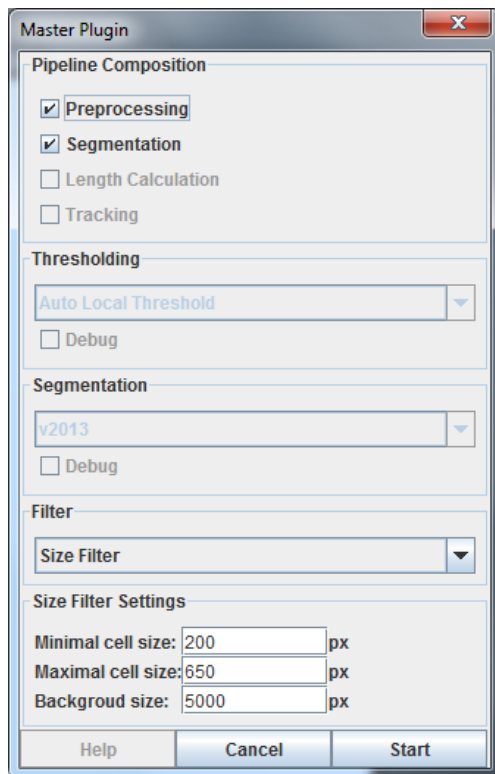 Master Plugin
Pipeline Composition
Preprocessing
Segmentation
Length Calculation
Tracking
Thresholding
Auto Local Threshold
Debug
Segmentation
v2013
Debug
Filter
Size Filter
Size Filter Settings
Minimal cell size: 200 px
Maximal cell size: 650 px
Backgroud size: 5000 px
Help Cancel Start